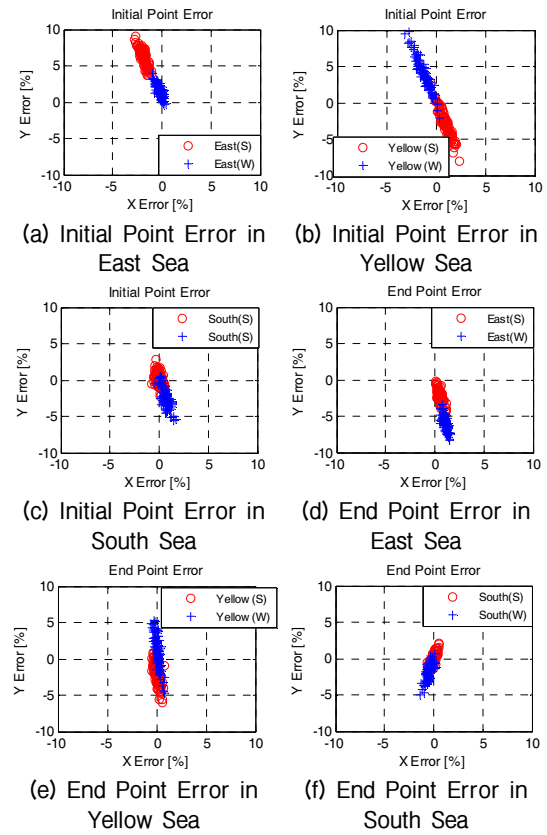 Initial Point Error
10
5
0
-5
-10
-10
-5
0
5
10
Y Error [%]
X Error [%]
East(S)
East(W)
(a) Initial Point Error in
East Sea
Initial Point Error
10
5
0
-5
-10
-10
-5
0
5
10
Y Error [%]
X Error [%]
Yellow (S)
Yellow (W)
(b) Initial Point Error in
Yellow Sea
Initial Point Error
10
5
0
-5
-10
-10
-5
0
5
10
Y Error [%]
X Error [%]
South(S)
South(S)
(c) Initial Point Error in
South Sea
End Point Error
10
5
0
-5
-10
-10
-5
0
5
10
Y Error [%]
X Error [%]
East(S)
East(W)
(d) End Point Error in
East Sea
End Point Error
10
5
0
-5
-10
-10
-5
0
5
10
Y Error [%]
X Error [%]
Yellow (S)
Yellow (W)
(e) End Point Error in
Yellow Sea
End Point Error
10
5
0
-5
-10
-10
-5
0
5
10
Y Error [%]
X Error [%]
South(S)
South(W)
(f) End Point Error in
South Sea